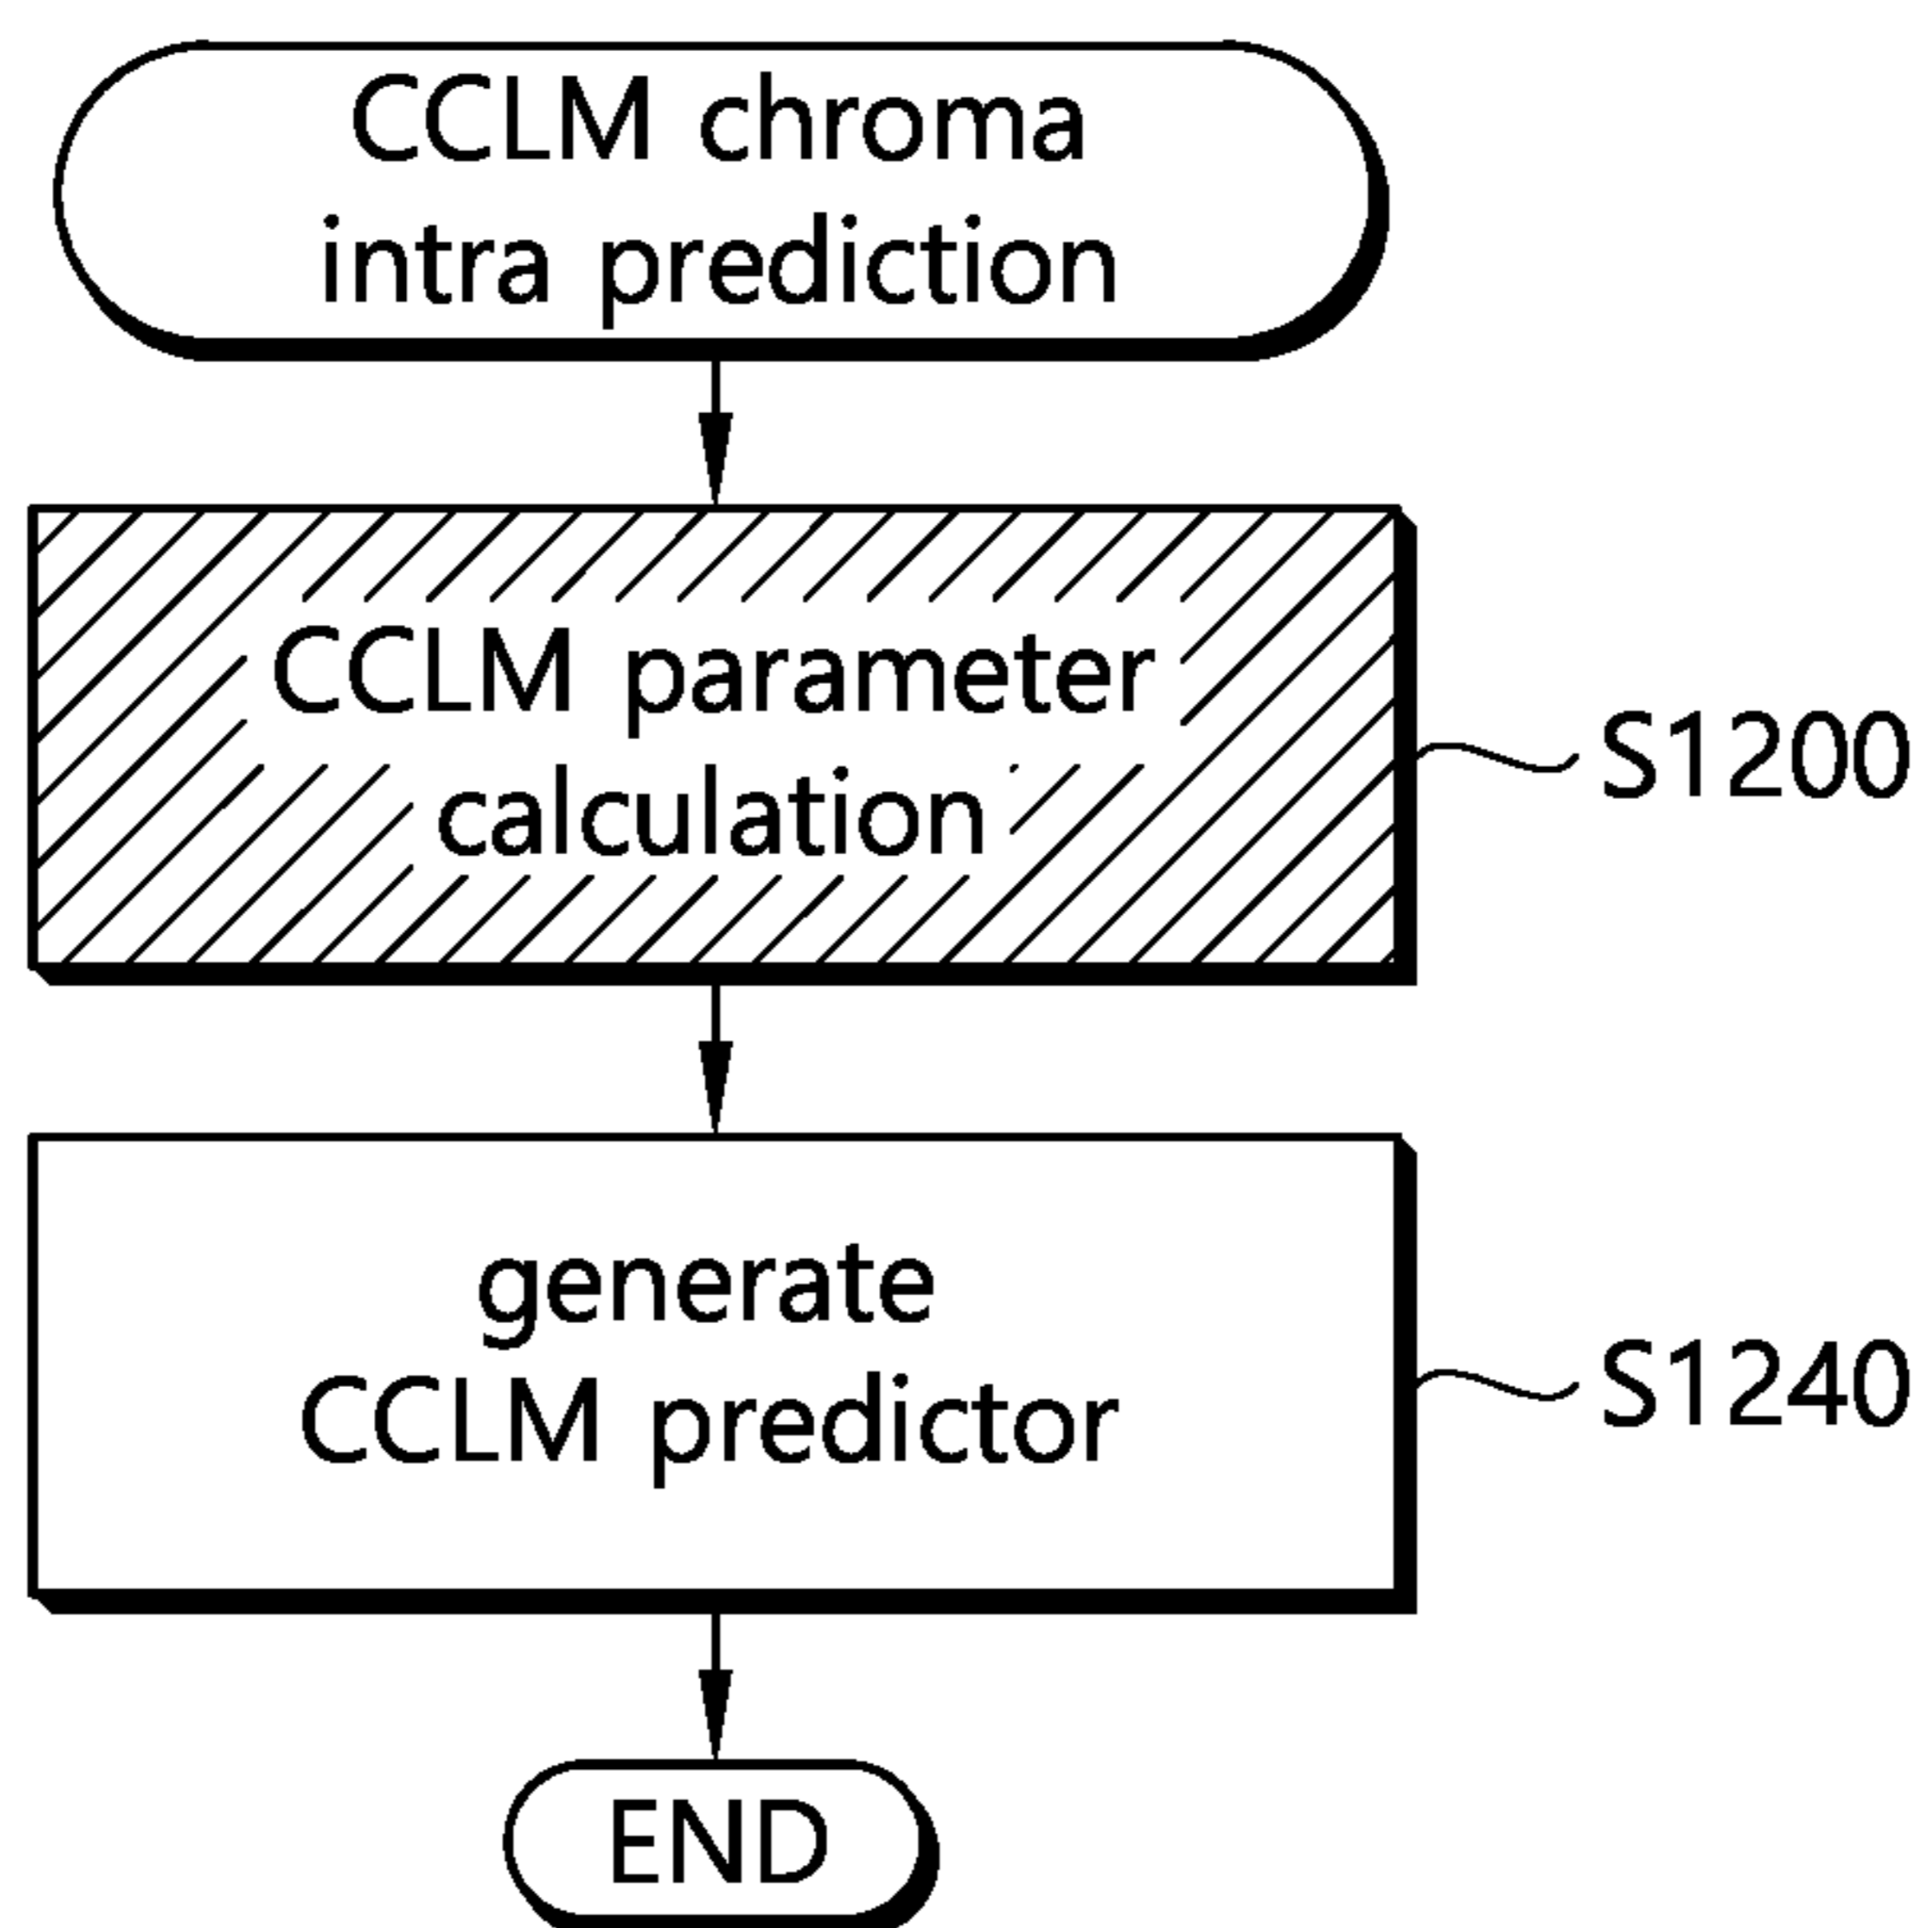 CCLM chroma
intra prediction
CCLM parameter
calculation
S1200
generate
CCLM predictor
S1240
END